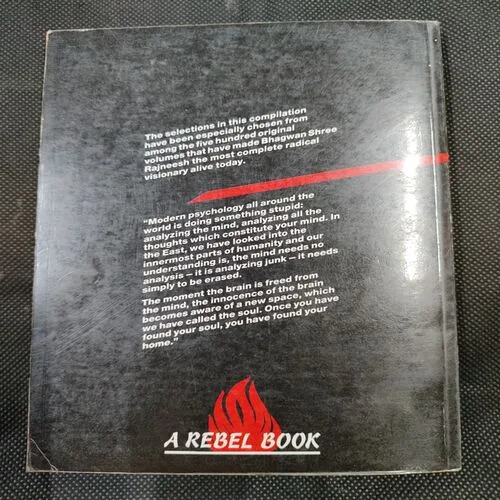 The selections in this compilation
have been especially chosen from
among the five hundred original
volumes that have made Bhagwan Shree
Rajneesh the most complete radical
visionary alive today.
"Modern psychology all around the
world is doing something stupid:
analyzing the mind, analyzing all the
thoughts which constitute your mind. In
the East, we have looked into the
innermost parts of humanity and our
understanding is, the mind needs no
analysis – it is analyzing junk – it needs
simply to be erased.
The moment the brain is freed from
the mind, the innocence of the brain
becomes aware of a new space, which
we have called the soul. Once you have
found your soul, you have found your
home."
A REBEL BOOK